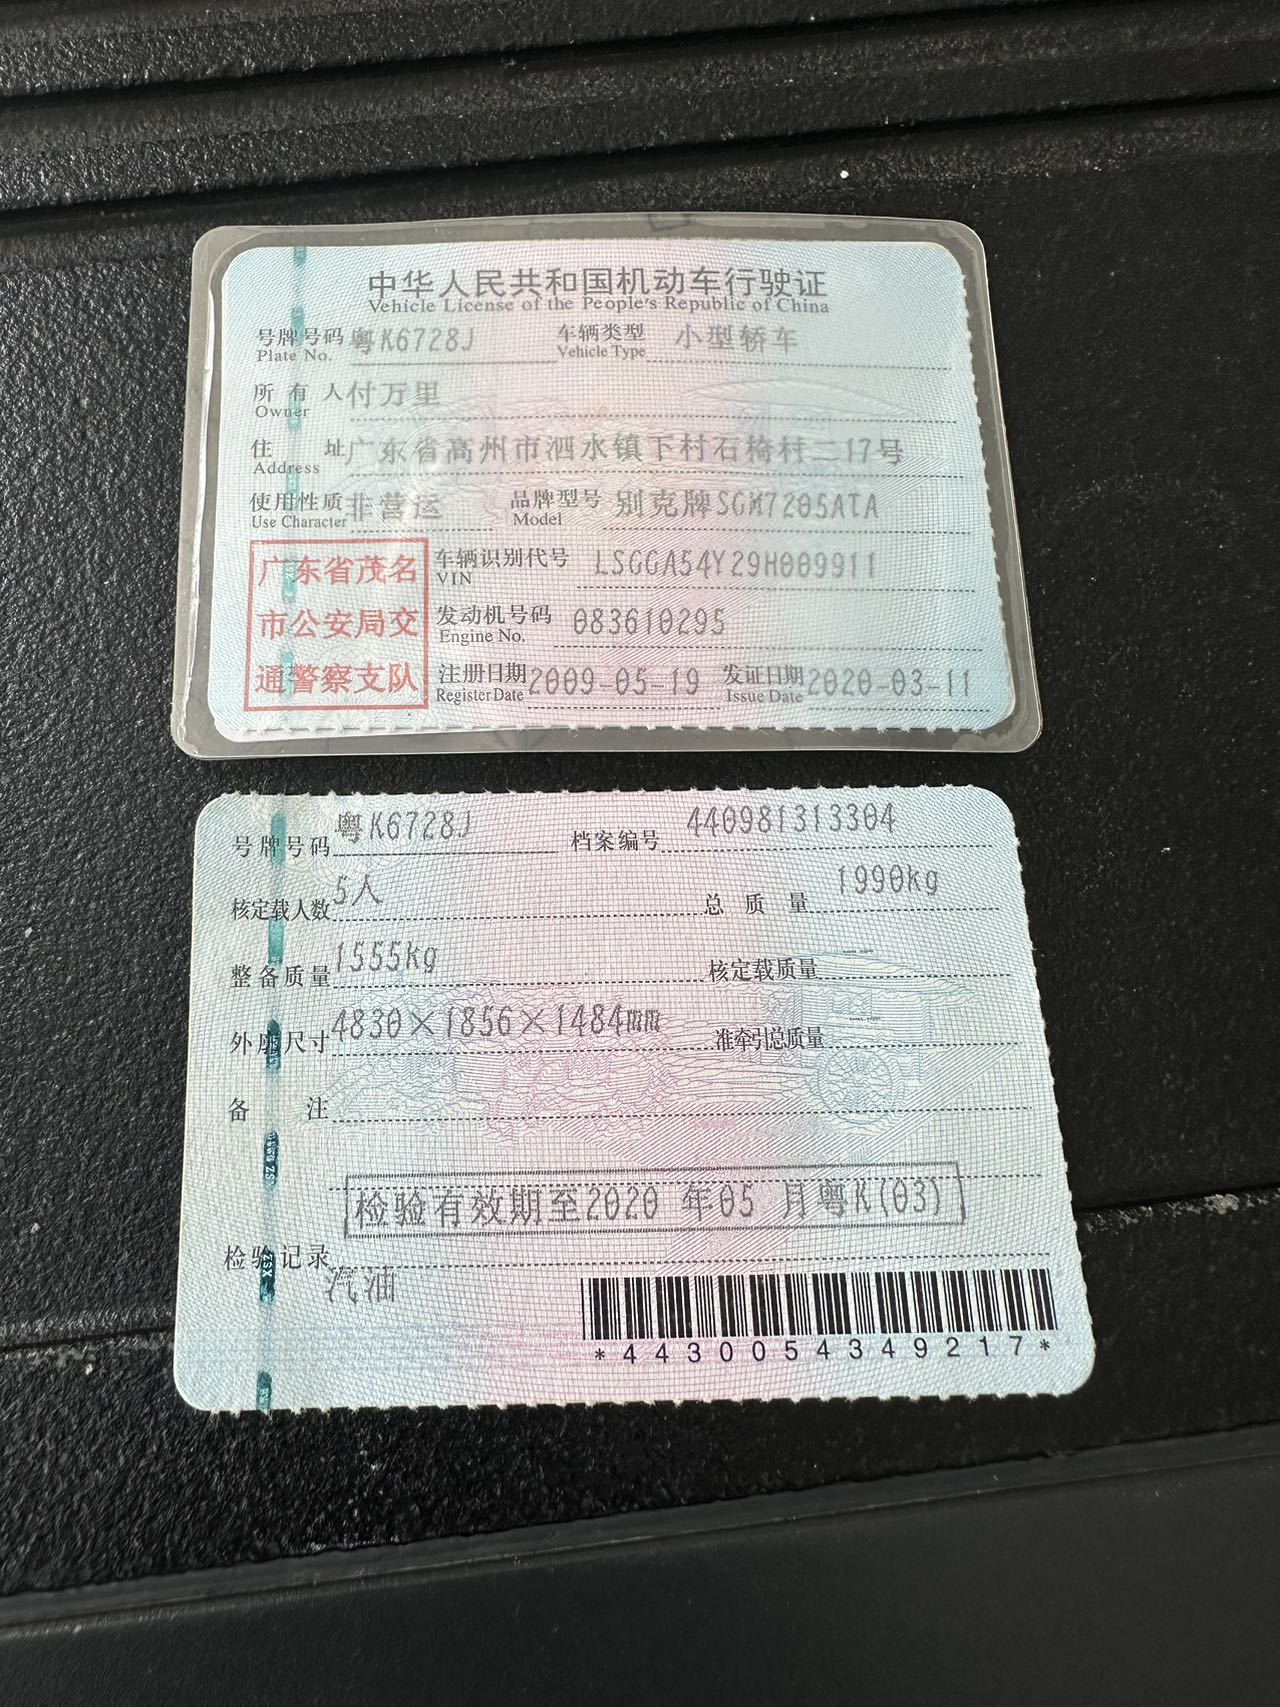 中华人民共和国机动车行驶证
Vehicle License of the People's Republic of China
号牌号码 粤K6728J 车辆类型 小型轿车
Plate No. Vehicle Type
所有人 付万里
Owner
住址 广东省高州市泗水镇下村石椅村二17号
Address
使用性质 非营运 品牌型号 别克牌SGM7205ATA
Use Character Model
广东省茂名
市公安局交
通警察支队
车辆识别代号 LSGGA54Y29H009911
VIN
发动机号码 083610295
Engine No.
注册日期 2009-05-19 发证日期 2020-03-11
Register Date Issue Date
号牌号码 粤K6728J 档案编号 440981313304
核定载人数 5人 总质量 1990kg
整备质量 1555kg 核定载质量
外廓尺寸 4830×1856×1484mm 准牵引总质量
备注
检验有效期至2020 年05 月粤K(03)
检验记录
汽油
*4430054349217*